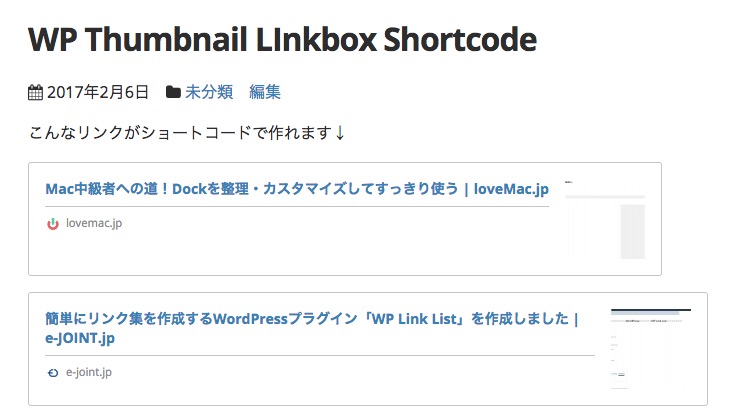 WP Thumbnail LInkbox Shortcode
2017年2月6日 未分類 編集
こんなリンクがショートコードで作れます↓
Mac中級者への道！Dockを整理・カスタマイズしてすっきり使う | loveMac.jp
lovemac.jp
簡単にリンク集を作成するWordPressプラグイン「WP Link List」を作成しました |
e-JOINT.jp
e-joint.jp